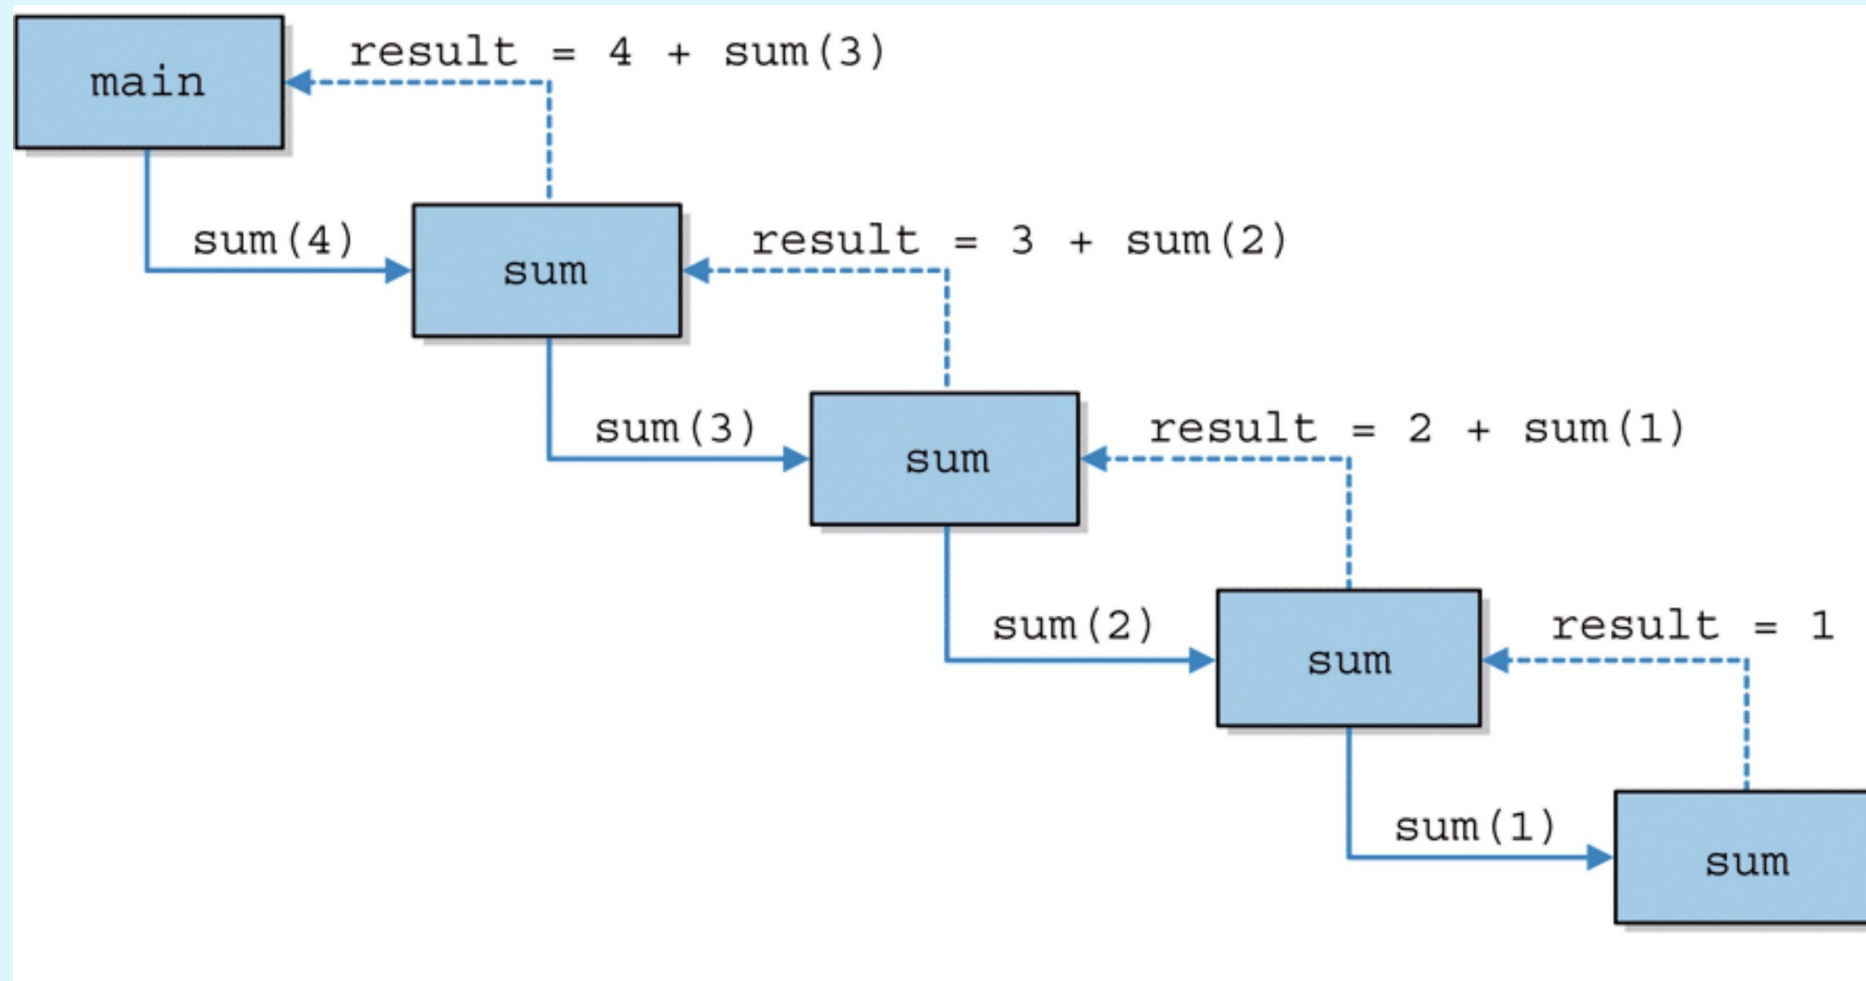 result = 4 + sum(3)
main
sum(4)
result = 3 + sum(2)
sum
sum(3)
result = 2 + sum(1)
sum
sum(2)
result = 1
sum
sum(1)
sum